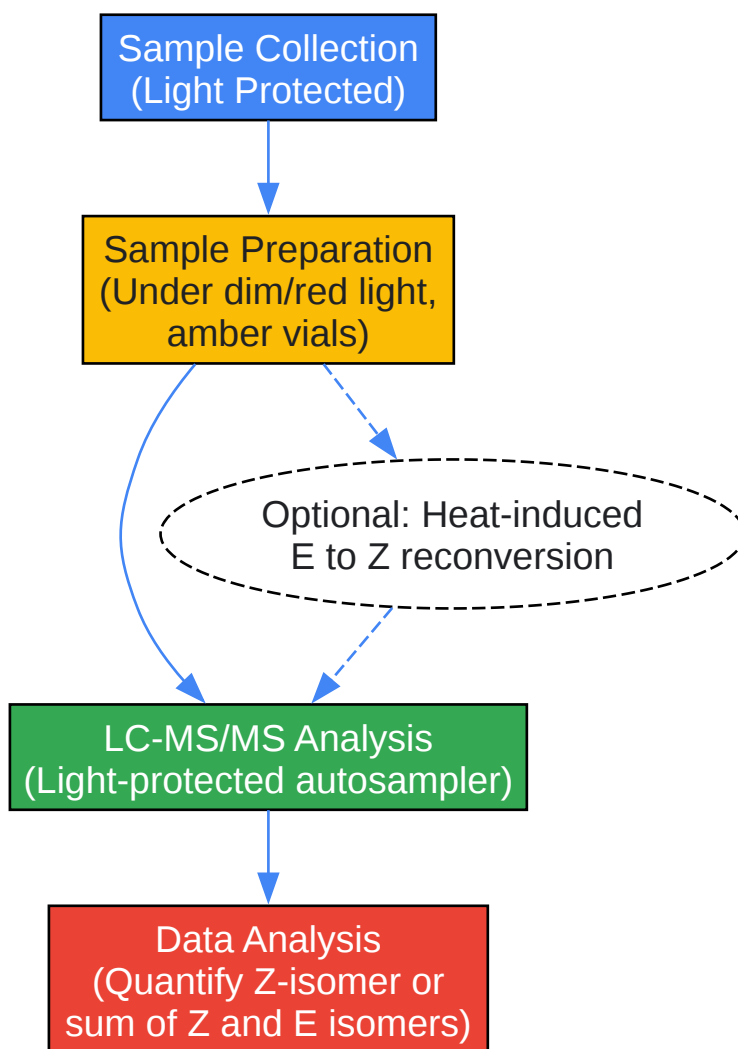 Sample Collection
(Light Protected)
Sample Preparation
(Under dim/red light,
amber vials)
Optional: Heat-induced
E to Z reconversion
LC-MS/MS Analysis
(Light-protected autosampler)
Data Analysis
(Quantify Z-isomer or
sum of Z and E isomers)